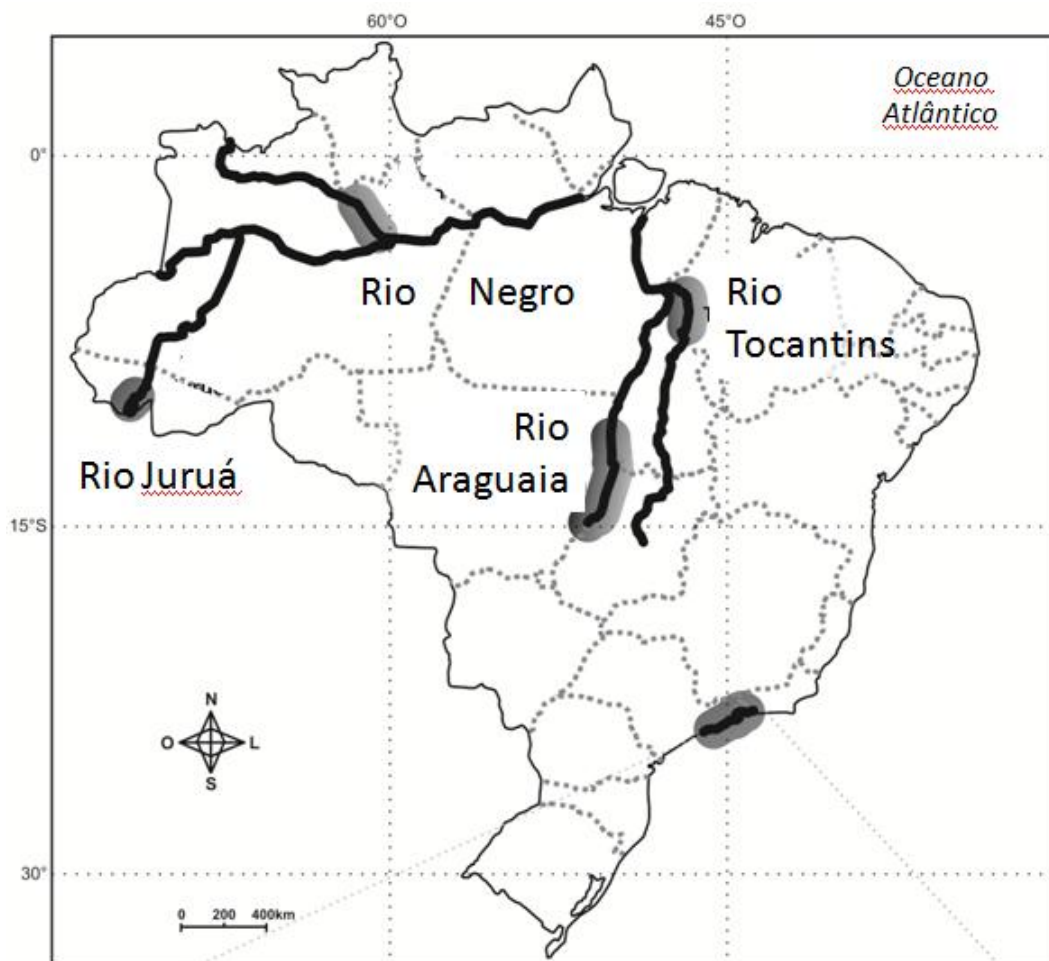 60°O 45°O
Oceano
Atlântico
0°
Rio Negro
Rio
Tocantins
Rio
Araguaia
Rio Juruá
15°S
N
O L
S
30°
0 200 400km